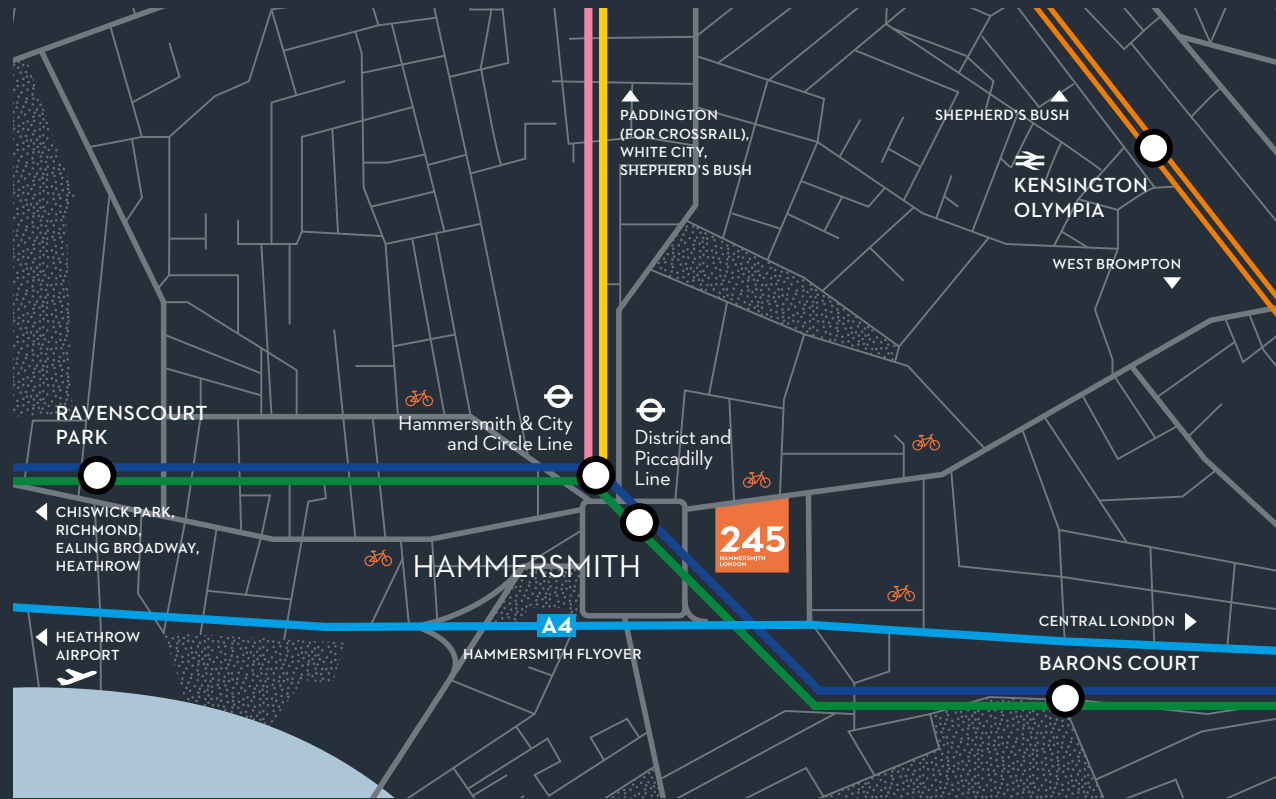 PADDINGTON
(FOR CROSSRAIL),
WHITE CITY,
SHEPHERD'S BUSH
SHEPHERD'S BUSH
KENSINGTON
OLYMPIA
WEST BROMPTON
RAVENSCOURT
PARK
Hammersmith & City
and Circle Line
District and
Piccadilly
Line
CHISWICK PARK,
RICHMOND,
EALING BROADWAY,
HEATHROW
HAMMERSMITH
245
HAMMERSMITH
LONDON
A4
HEATHROW
AIRPORT
HAMMERSMITH FLYOVER
CENTRAL LONDON
BARONS COURT